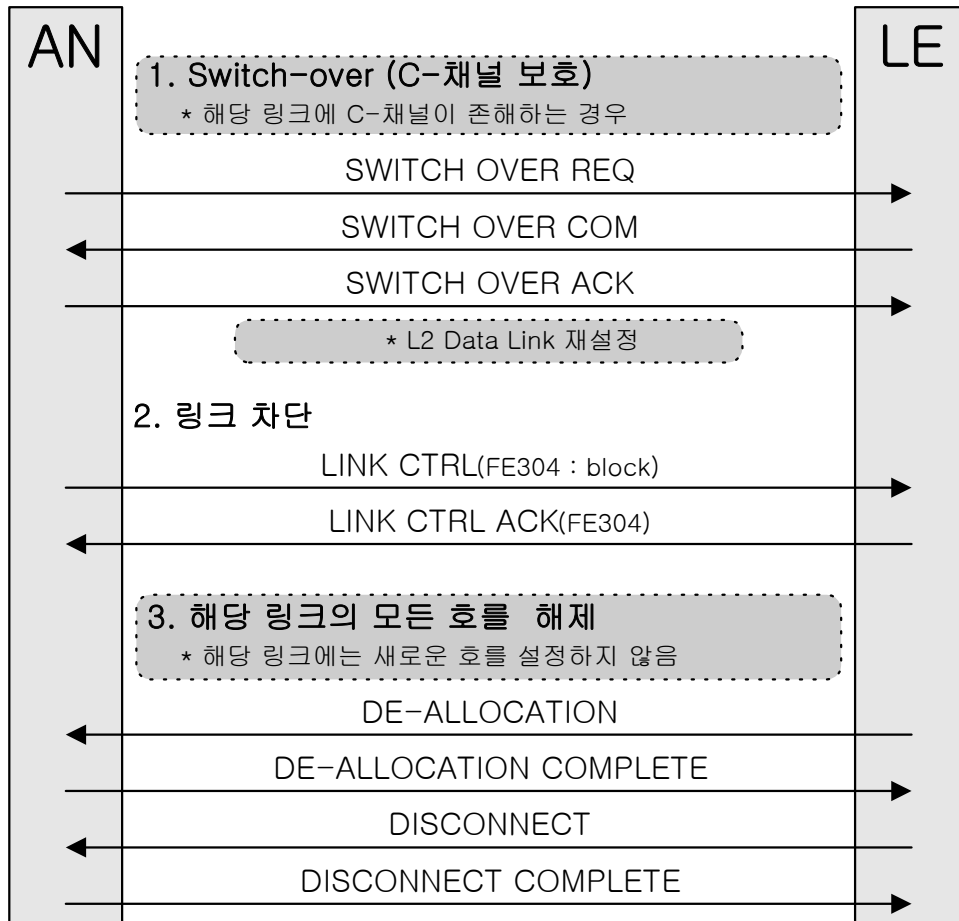 AN
LE
1. Switch-over (C-채널 보호)
* 해당 링크에 C-채널이 존해하는 경우
SWITCH OVER REQ
SWITCH OVER COM
SWITCH OVER ACK
* L2 Data Link 재설정
2. 링크 차단
LINK CTRL(FE304 : block)
LINK CTRL ACK(FE304)
3. 해당 링크의 모든 호를 해제
* 해당 링크에는 새로운 호를 설정하지 않음
DE-ALLOCATION
DE-ALLOCATION COMPLETE
DISCONNECT
DISCONNECT COMPLETE